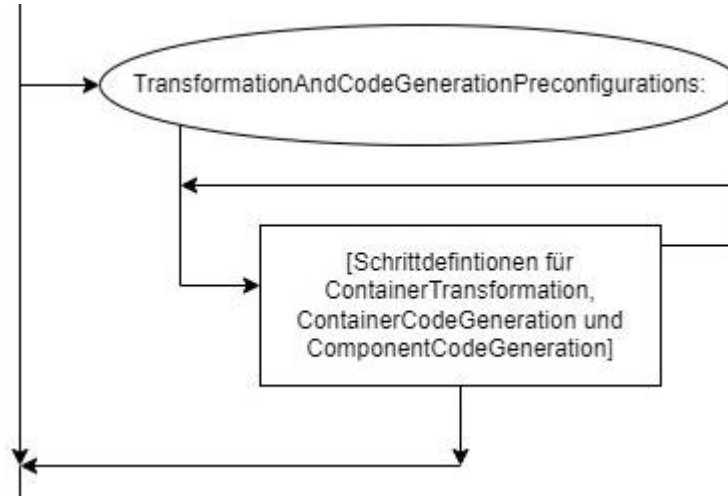 TransformationAndCodeGenerationPreconfigurations:
[Schrittdefintionen für
ContainerTransformation,
ContainerCodeGeneration und
ComponentCodeGeneration]